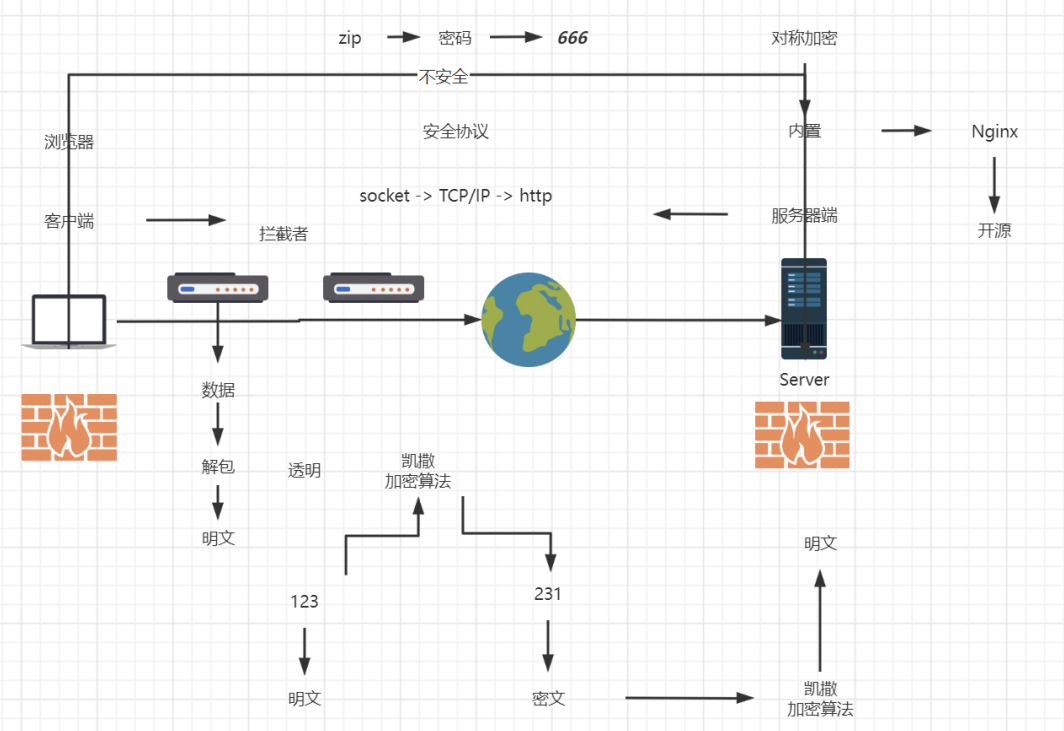 zip
密码
666
对称加密
不安全
浏览器
安全协议
内置
Nginx
socket -> TCP/IP -> http
客户端
拦截者
服务器端
开源
Server
数据
解包
透明
凯撒
加密算法
明文
明文
123
231
明文
密文
凯撒
加密算法